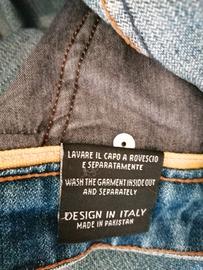 LAVARE IL CAPO A ROVESCIO
E SEPARATAMENTE
WASH THE GARMENT INSIDE OUT
AND SEPARATELY
DESIGN IN ITALY
MADE IN PAKISTAN